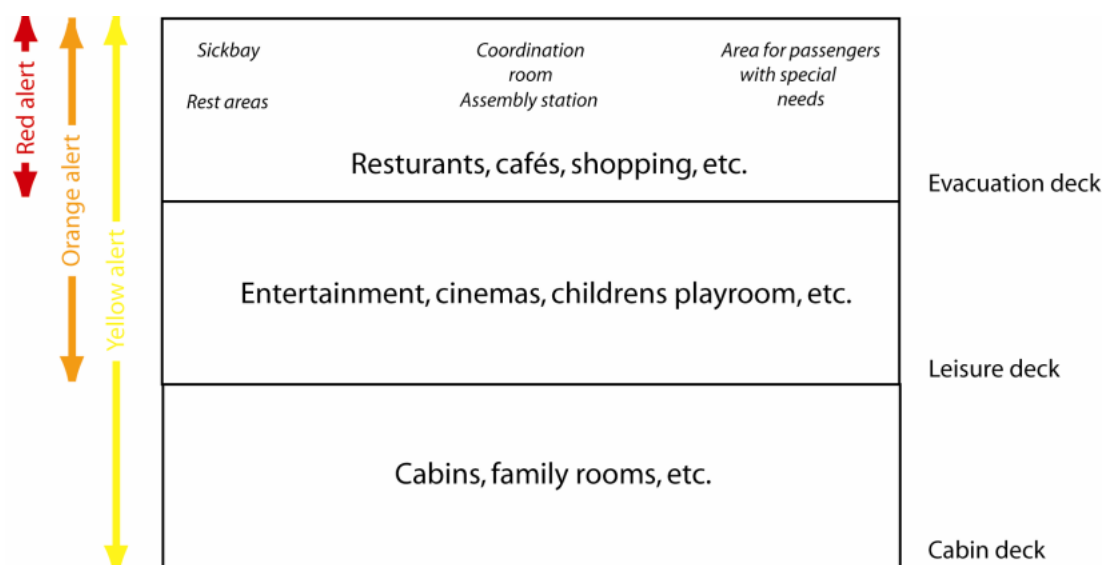 Red alert
Orange alert
Yellow alert
Sickbay
Rest areas
Coordination
room
Assembly station
Area for passengers
with special
needs
Resturants, cafés, shopping, etc.
Evacuation deck
Entertainment, cinemas, childrens playroom, etc.
Leisure deck
Cabins, family rooms, etc.
Cabin deck